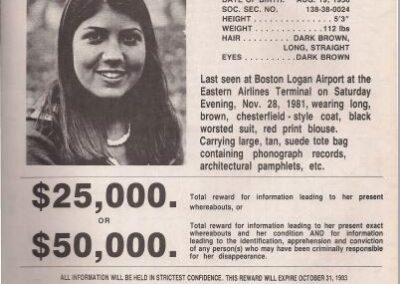 DATE OF BIRTH: AUG.
SOC. SEC. NO. 138-38-0024
HEIGHT 5'3"
WEIGHT 112 lbs
HAIR DARK BROWN,
LONG, STRAIGHT
EYES DARK BROWN
Last seen at Boston Logan Airport at the
Eastern Airlines Terminal on Saturday
Evening, Nov. 28, 1981, wearing long,
brown, chesterfield-style coat, black
worsted suit, red print blouse.
Carrying large, tan, suede tote bag
containing phonograph records,
architectural pamphlets, etc.
$25,000.
OR
$50,000.
Total reward for information leading to her present
whereabouts, or
Total reward for information leading to her present exact
whereabouts and her condition AND for information
leading to the identification, apprehension and conviction
of any person(s) who may have been criminally responsible
for her disappearance.
ALL INFORMATION WILL BE HELD IN STRICTEST CONFIDENCE. THIS REWARD WILL EXPIRE OCTOBER 31, 1983